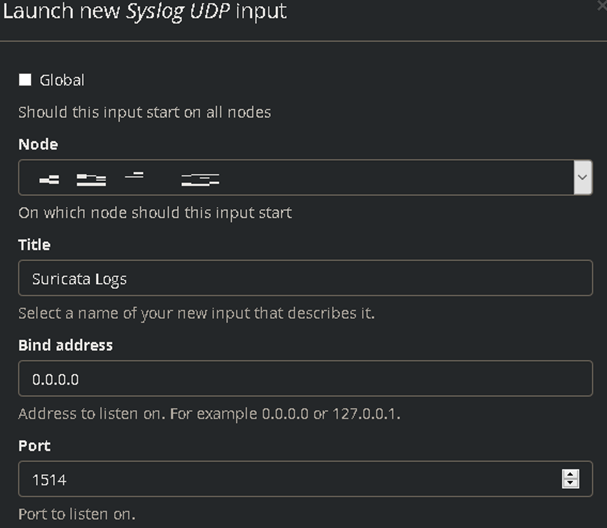 Launch new Syslog UDP input
Global
Should this input start on all nodes
Node
On which node should this input start
Title
Suricata Logs
Select a name of your new input that describes it.
Bind address
0.0.0.0
Address to listen on. For example 0.0.0.0 or 127.0.0.1.
Port
1514
Port to listen on.